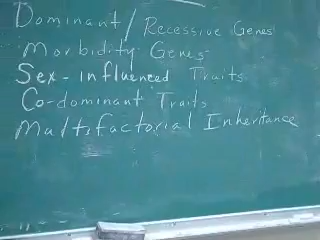 Dominant / Recessive Genes
Morbidity Genes
Sex-influenced Traits
Co-dominant Traits
Multifactorial Inheritance